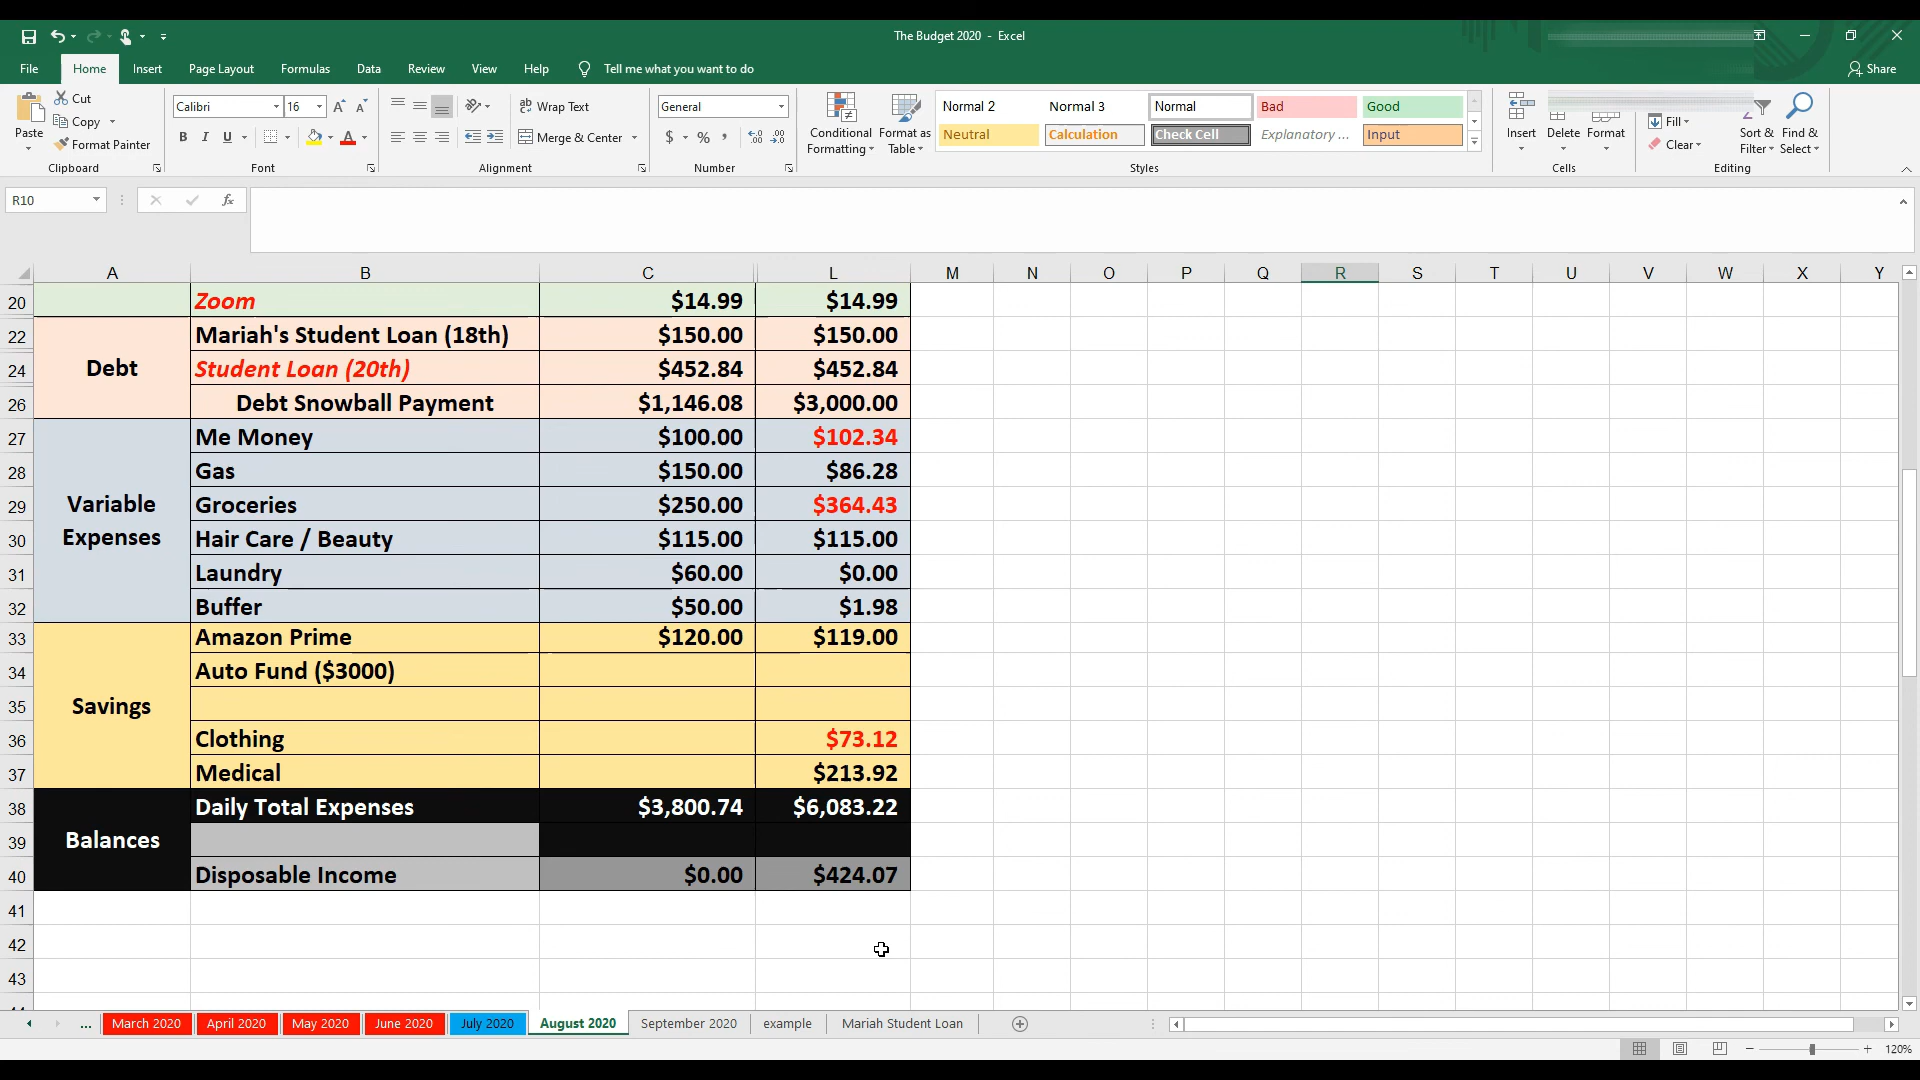 The Budget 2020 - Excel
File Home Insert Page Layout Formulas Data Review View Help Tell me what you want to do Share
Paste
Cut
Copy
Format Painter
Clipboard
Calibri 16
B I U
Font
Wrap Text
Merge & Center
Alignment
General
$ % ,
Number
Conditional Formatting
Format as Table
Normal 2 Normal 3 Normal Bad Good
Neutral Calculation Check Cell Explanatory ... Input
Styles
Insert Delete Format
Cells
Fill
Clear
Sort & Filter
Find & Select
Editing
R10 fx
A B C L M N O P Q R S T U V W X Y
20 Zoom $14.99 $14.99
22 Mariah's Student Loan (18th) $150.00 $150.00
Debt
24 Student Loan (20th) $452.84 $452.84
26 Debt Snowball Payment $1,146.08 $3,000.00
27 Me Money $100.00 $102.34
28 Gas $150.00 $86.28
Variable Expenses
29 Groceries $250.00 $364.43
30 Hair Care / Beauty $115.00 $115.00
31 Laundry $60.00 $0.00
32 Buffer $50.00 $1.98
33 Amazon Prime $120.00 $119.00
34 Auto Fund ($3000)
Savings
35
36 Clothing $73.12
37 Medical $213.92
38 Daily Total Expenses $3,800.74 $6,083.22
Balances
39
40 Disposable Income $0.00 $424.07
41
42
43
... March 2020 April 2020 May 2020 June 2020 July 2020 August 2020 September 2020 example Mariah Student Loan
120%